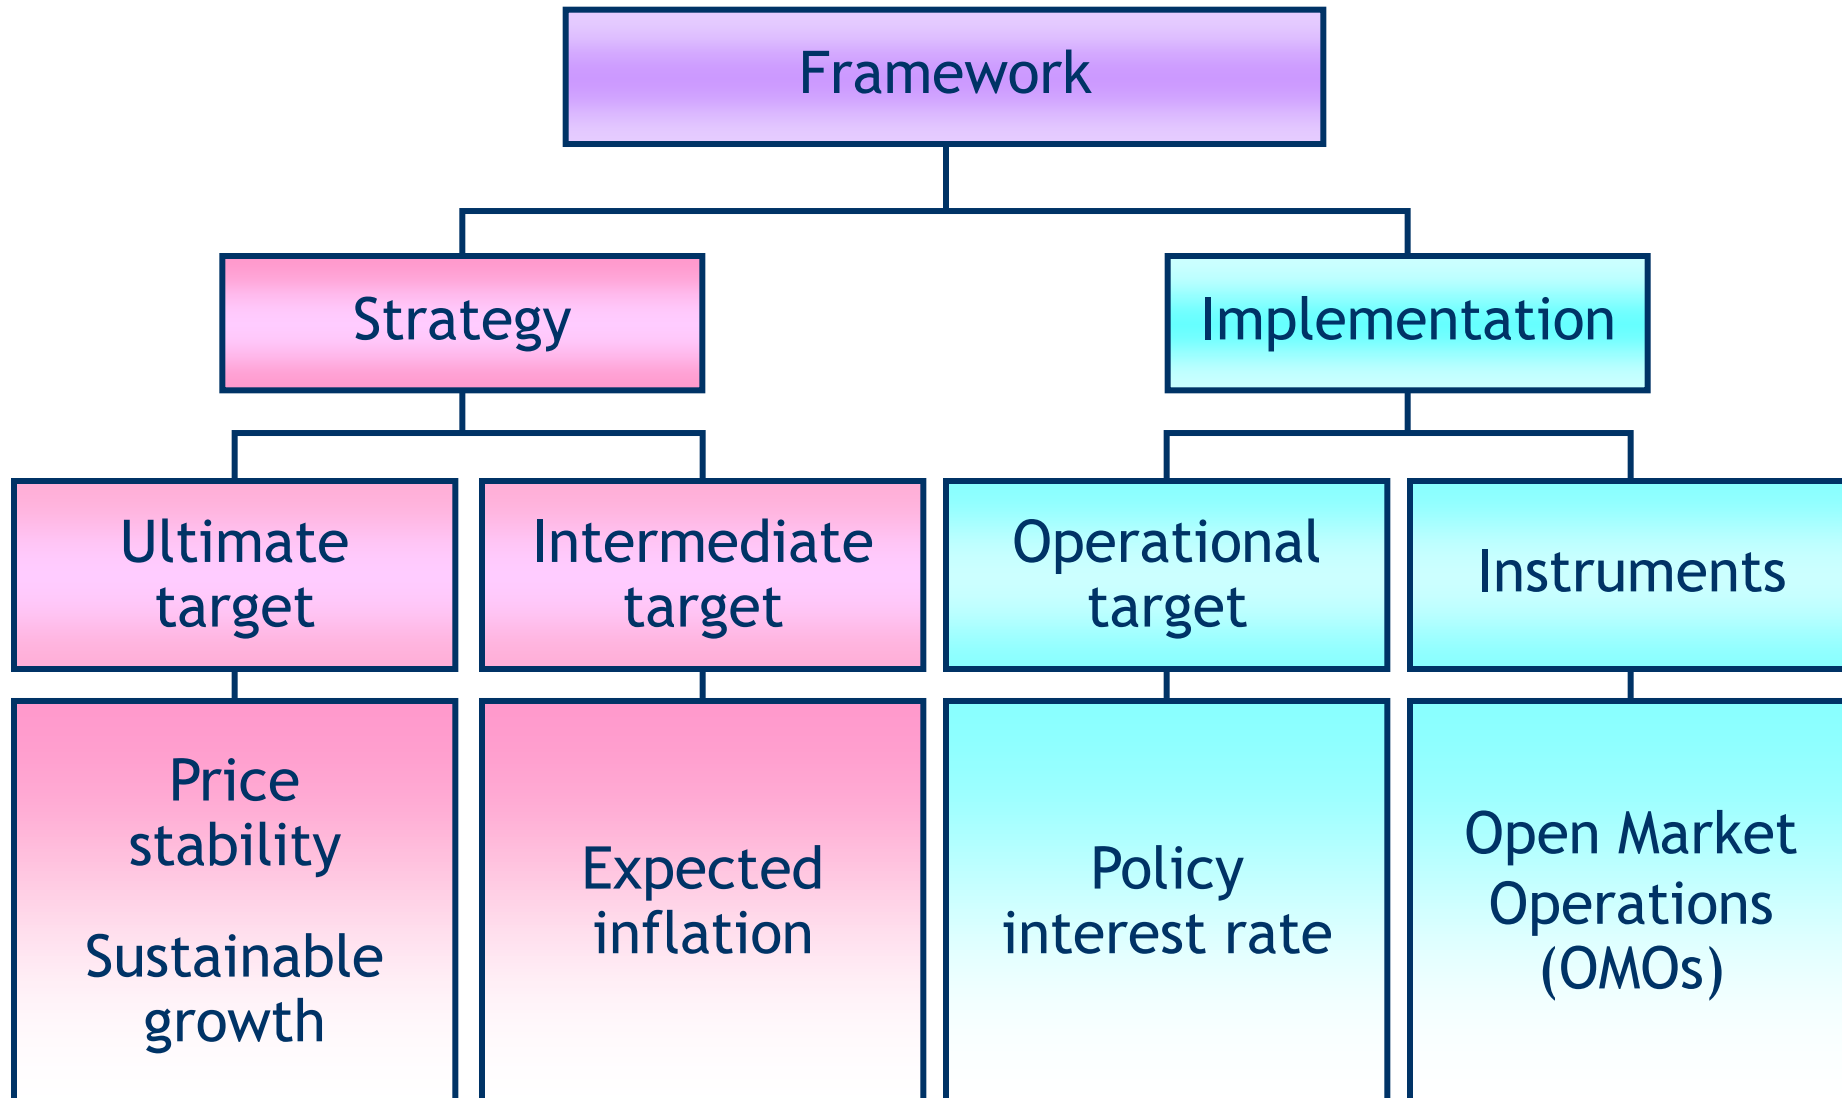 Framework
Strategy
Implementation
Ultimate
target
Intermediate
target
Operational
target
Instruments
Price
stability
Sustainable
growth
Expected
inflation
Policy
interest rate
Open Market
Operations
(OMOs)